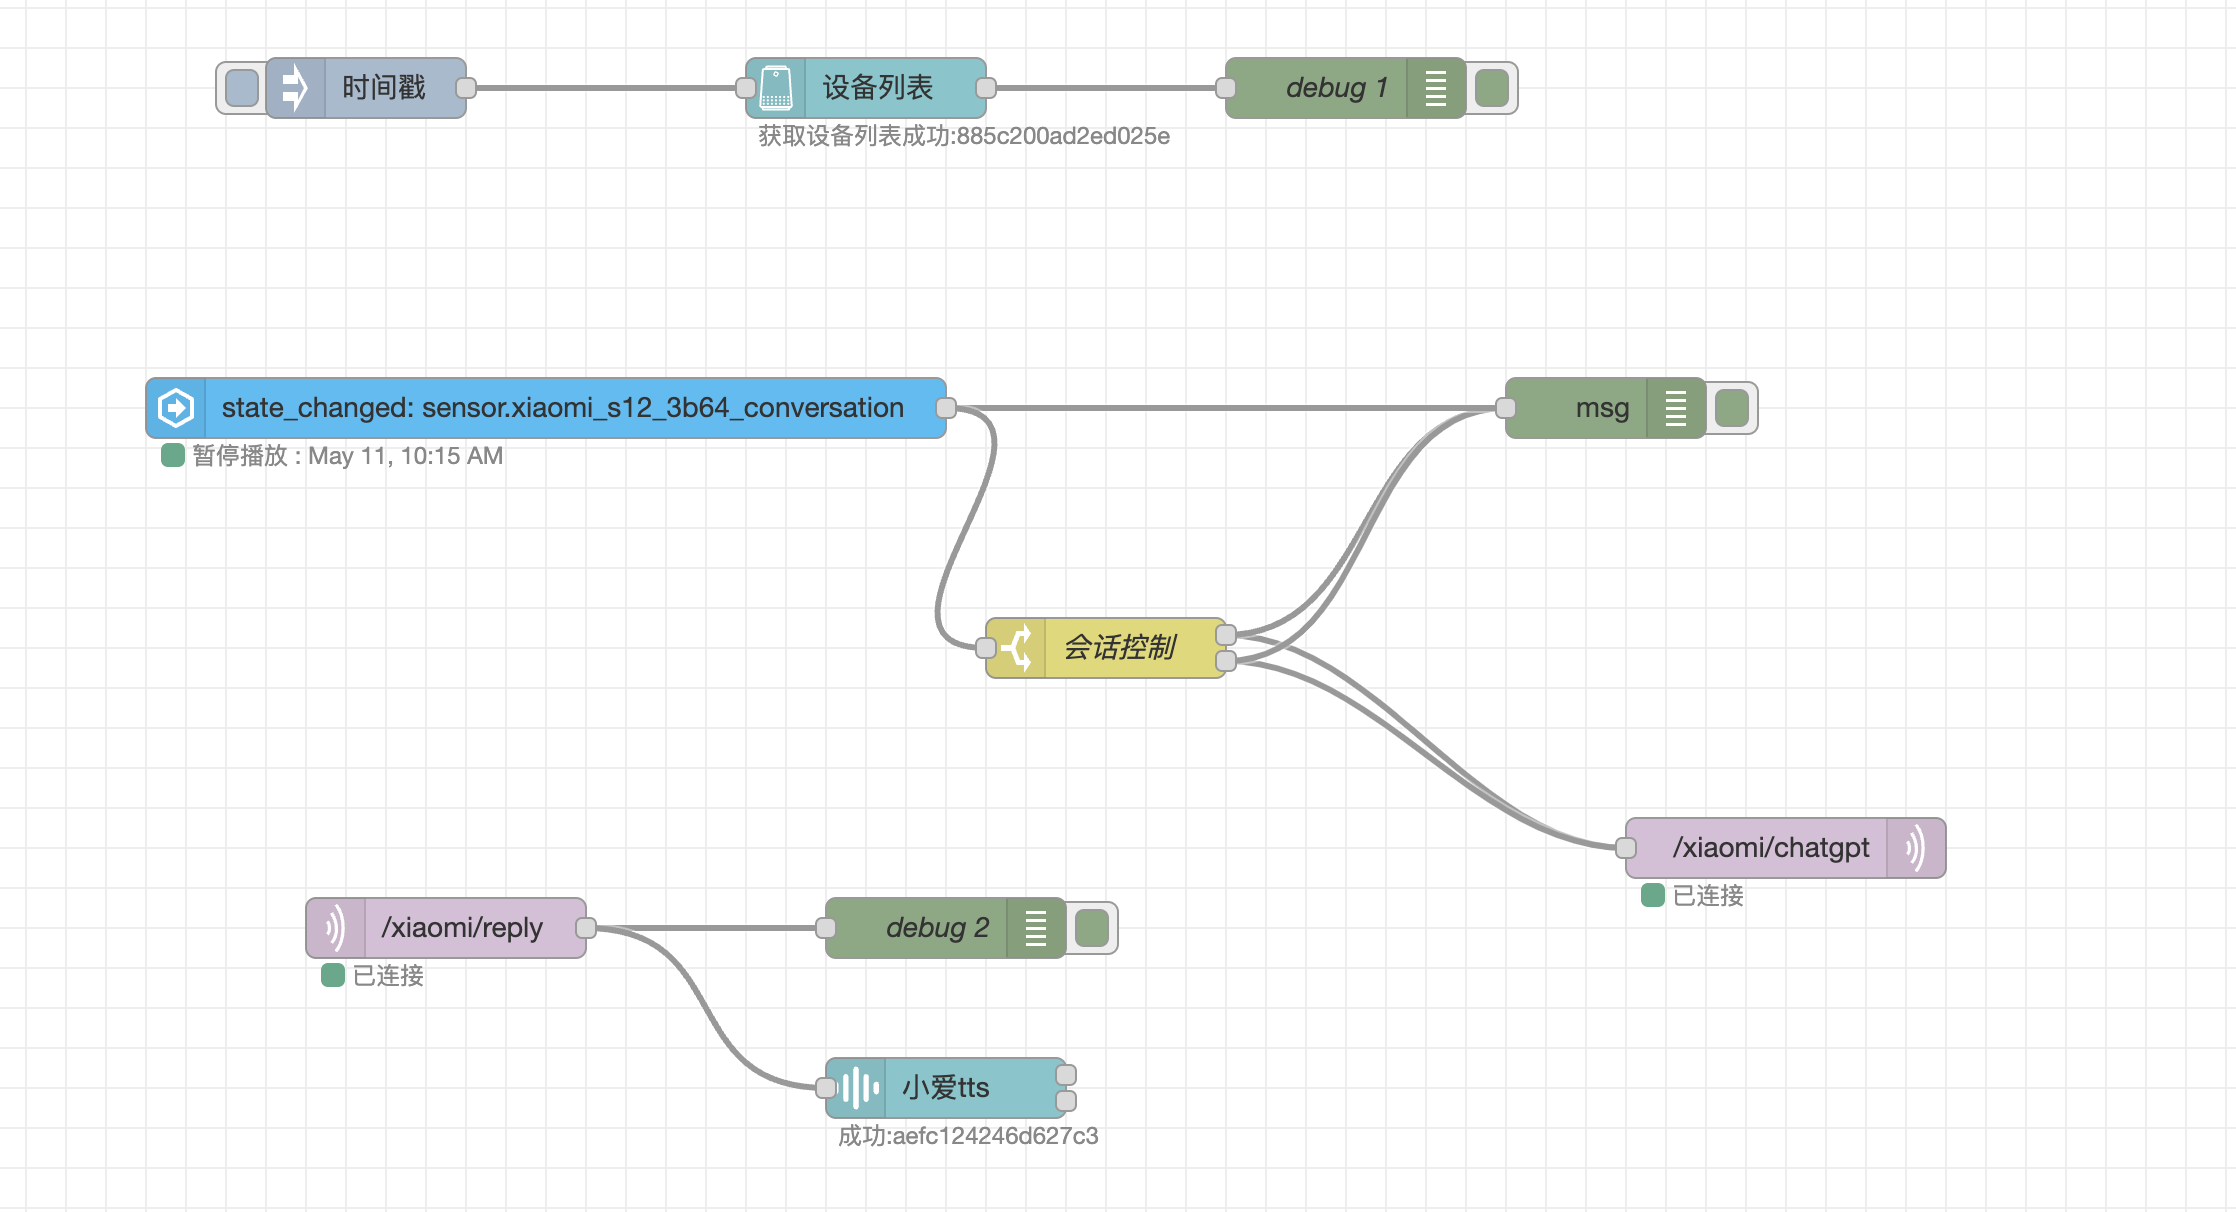 时间戳
设备列表
debug 1
获取设备列表成功:885c200ad2ed025e
state_changed: sensor.xiaomi_s12_3b64_conversation
msg
暂停播放 : May 11, 10:15 AM
会话控制
/xiaomi/chatgpt
已连接
/xiaomi/reply
debug 2
已连接
小爱tts
成功:aefc124246d627c3